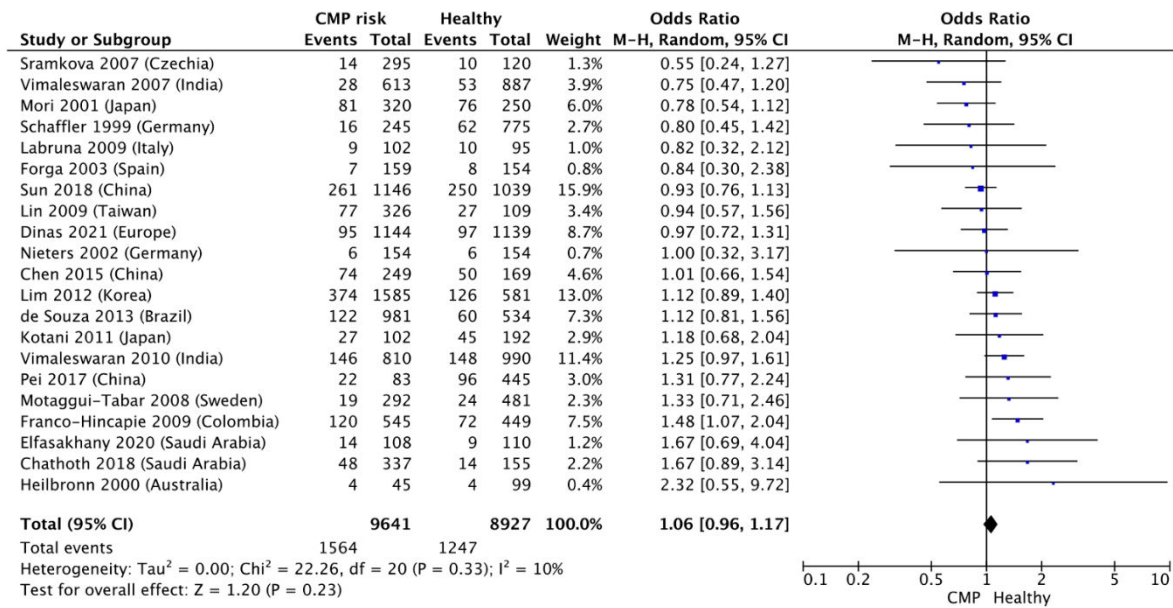 CMP risk Healthy Odds Ratio Odds Ratio
Study or Subgroup Events Total Events Total Weight M-H, Random, 95% CI M-H, Random, 95% CI
Sramkova 2007 (Czechia) 14 295 10 120 1.3% 0.55 [0.24, 1.27]
Vimaleswaran 2007 (India) 28 613 53 887 3.9% 0.75 [0.47, 1.20]
Mori 2001 (Japan) 81 320 76 250 6.0% 0.78 [0.54, 1.12]
Schaffler 1999 (Germany) 16 245 62 775 2.7% 0.80 [0.45, 1.42]
Labruna 2009 (Italy) 9 102 10 95 1.0% 0.82 [0.32, 2.12]
Forga 2003 (Spain) 7 159 8 154 0.8% 0.84 [0.30, 2.38]
Sun 2018 (China) 261 1146 250 1039 15.9% 0.93 [0.76, 1.13]
Lin 2009 (Taiwan) 77 326 27 109 3.4% 0.94 [0.57, 1.56]
Dinas 2021 (Europe) 95 1144 97 1139 8.7% 0.97 [0.72, 1.31]
Nieters 2002 (Germany) 6 154 6 154 0.7% 1.00 [0.32, 3.17]
Chen 2015 (China) 74 249 50 169 4.6% 1.01 [0.66, 1.54]
Lim 2012 (Korea) 374 1585 126 581 13.0% 1.12 [0.89, 1.40]
de Souza 2013 (Brazil) 122 981 60 534 7.3% 1.12 [0.81, 1.56]
Kotani 2011 (Japan) 27 102 45 192 2.9% 1.18 [0.68, 2.04]
Vimaleswaran 2010 (India) 146 810 148 990 11.4% 1.25 [0.97, 1.61]
Pei 2017 (China) 22 83 96 445 3.0% 1.31 [0.77, 2.24]
Motaggui-Tabar 2008 (Sweden) 19 292 24 481 2.3% 1.33 [0.71, 2.46]
Franco-Hincapie 2009 (Colombia) 120 545 72 449 7.5% 1.48 [1.07, 2.04]
Elfasakhany 2020 (Saudi Arabia) 14 108 9 110 1.2% 1.67 [0.69, 4.04]
Chathoth 2018 (Saudi Arabia) 48 337 14 155 2.2% 1.67 [0.89, 3.14]
Heilbronn 2000 (Australia) 4 45 4 99 0.4% 2.32 [0.55, 9.72]
Total (95% CI) 9641 8927 100.0% 1.06 [0.96, 1.17]
Total events 1564 1247
Heterogeneity: Tau² = 0.00; Chi² = 22.26, df = 20 (P = 0.33); I² = 10%
Test for overall effect: Z = 1.20 (P = 0.23)
0.1 0.2 0.5 1 2 5 10
CMP Healthy